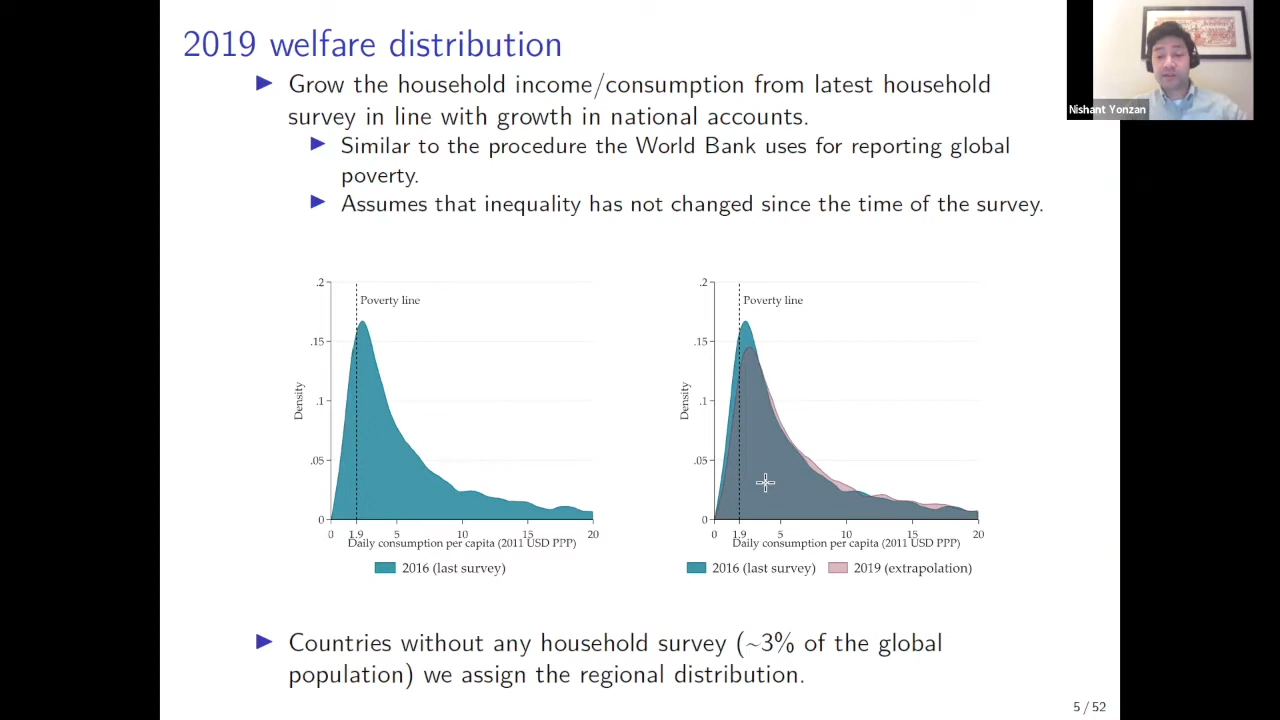 2019 welfare distribution
Grow the household income/consumption from latest household
survey in line with growth in national accounts.
Similar to the procedure the World Bank uses for reporting global
poverty.
Assumes that inequality has not changed since the time of the survey.
Nishant Yonzan
.2
.15
.1
.05
0
Density
Poverty line
0 1.9 5 10 15 20
Daily consumption per capita (2011 USD PPP)
2016 (last survey)
.2
.15
.1
.05
0
Density
Poverty line
0 1.9 5 10 15 20
Daily consumption per capita (2011 USD PPP)
2016 (last survey) 2019 (extrapolation)
Countries without any household survey (~3% of the global
population) we assign the regional distribution.
5 / 52